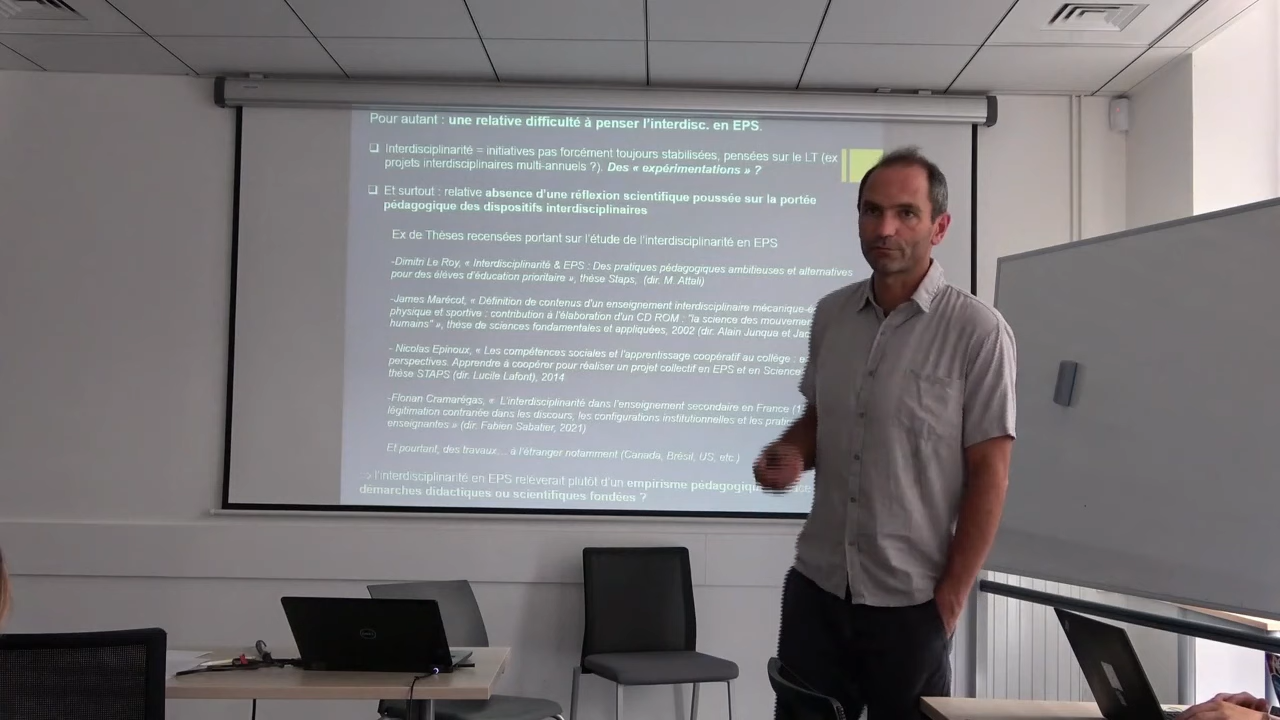 Pour autant : une relative difficulté à penser l'interdisc. en EPS.
❑ Interdisciplinarité = initiatives pas forcément toujours stabilisées, pensées sur le LT (ex
projets interdisciplinaires multi-annuels ?). Des « expérimentations » ?
❑ Et surtout : relative absence d'une réflexion scientifique poussée sur la portée
pédagogique des dispositifs interdisciplinaires
Ex de Thèses recensées portant sur l'étude de l'interdisciplinarité en EPS
-Dimitri Le Roy, « Interdisciplinarité & EPS : Des pratiques pédagogiques ambitieuses et alternatives
pour des élèves d'éducation prioritaire », thèse Staps, (dir. M. Attali)
-James Marécot, « Définition de contenus d'un enseignement interdisciplinaire mécanique-
physique et sportive : contribution à l'élaboration d'un CD ROM : "la science des mouvemen
humains" », thèse de sciences fondamentales et appliquées, 2002 (dir. Alain Junqua et Jac
- Nicolas Epinoux, « Les compétences sociales et l'apprentissage coopératif au collège :
perspectives. Apprendre à coopérer pour réaliser un projet collectif en EPS et en Science
thèse STAPS (dir. Lucile Lafont), 2014
-Florian Cramarégas, « L'interdisciplinarité dans l'enseignement secondaire en France (1
légitimation contrariée dans les discours, les configurations institutionnelles et les pratiq
enseignantes » (dir. Fabien Sabatier, 2021)
Et pourtant, des travaux… à l'étranger notamment (Canada, Brésil, US, etc.)
l'interdisciplinarité en EPS relèverait plutôt d'un empirisme pédagogiqu
démarches didactiques ou scientifiques fondées ?
DELL